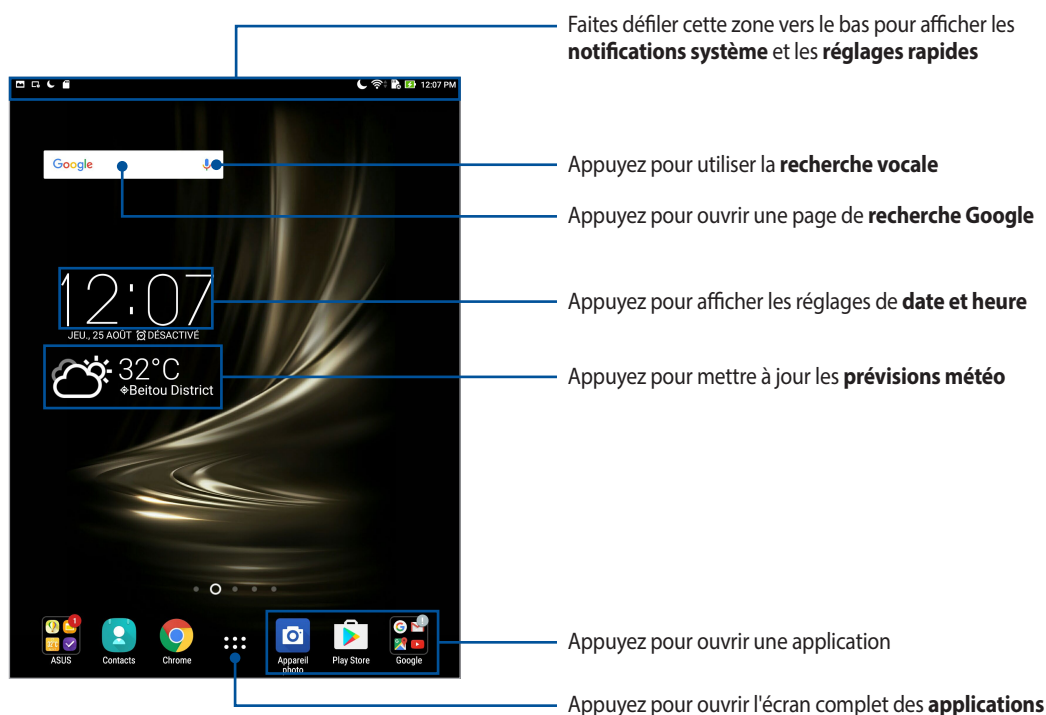 Faites défiler cette zone vers le bas pour afficher les
notifications système et les réglages rapides
12:07 PM
Google
Appuyez pour utiliser la recherche vocale
Appuyez pour ouvrir une page de recherche Google
12:07
JEU., 25 AOÛT DÉSACTIVÉ
Appuyez pour afficher les réglages de date et heure
32°C
Beitou District
Appuyez pour mettre à jour les prévisions météo
1
1
ASUS
Contacts
Chrome
Appareil
photo
Play Store
Google
Appuyez pour ouvrir une application
Appuyez pour ouvrir l'écran complet des applications